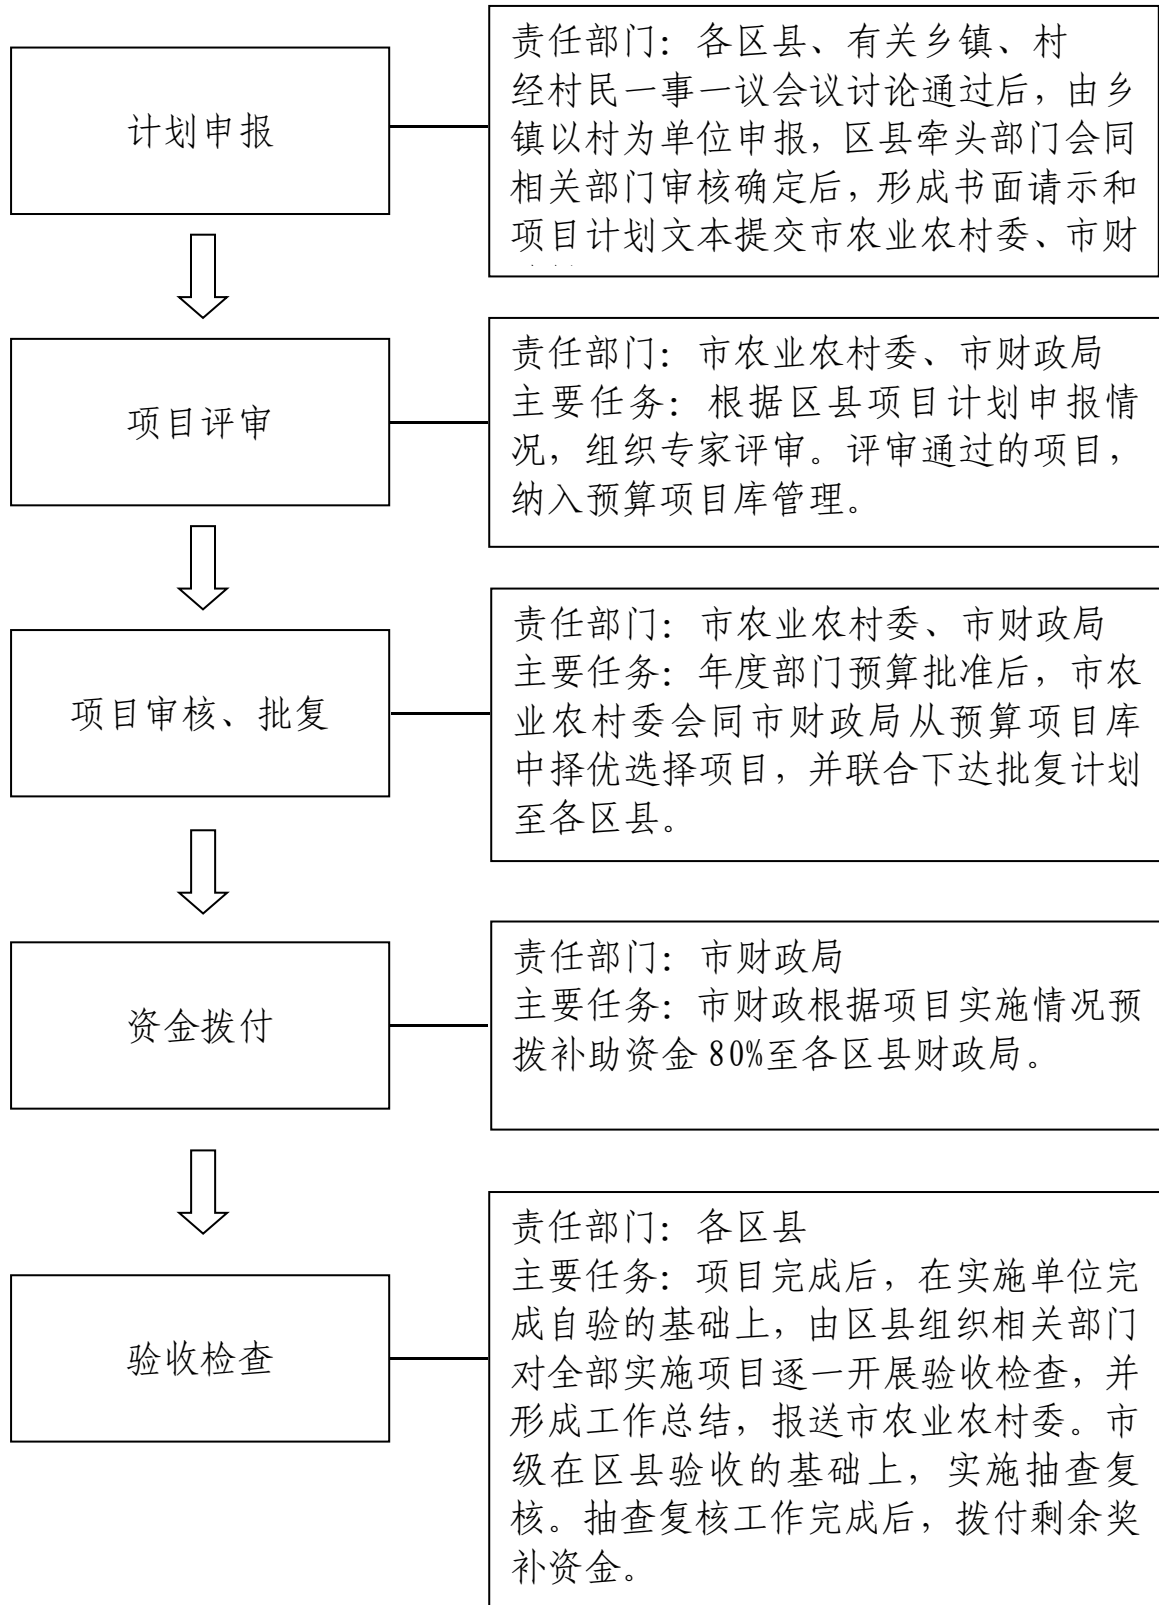 计划申报
责任部门：各区县、有关乡镇、村
经村民一事一议会议讨论通过后，由乡
镇以村为单位申报，区县牵头部门会同
相关部门审核确定后，形成书面请示和
项目计划文本提交市农业农村委、市财
项目评审
责任部门：市农业农村委、市财政局
主要任务：根据区县项目计划申报情
况，组织专家评审。评审通过的项目，
纳入预算项目库管理。
项目审核、批复
责任部门：市农业农村委、市财政局
主要任务：年度部门预算批准后，市农
业农村委会同市财政局从预算项目库
中择优选择项目，并联合下达批复计划
至各区县。
资金拨付
责任部门：市财政局
主要任务：市财政根据项目实施情况预
拨补助资金 80%至各区县财政局。
验收检查
责任部门：各区县
主要任务：项目完成后，在实施单位完
成自验的基础上，由区县组织相关部门
对全部实施项目逐一开展验收检查，并
形成工作总结，报送市农业农村委。市
级在区县验收的基础上，实施抽查复
核。抽查复核工作完成后，拨付剩余奖
补资金。